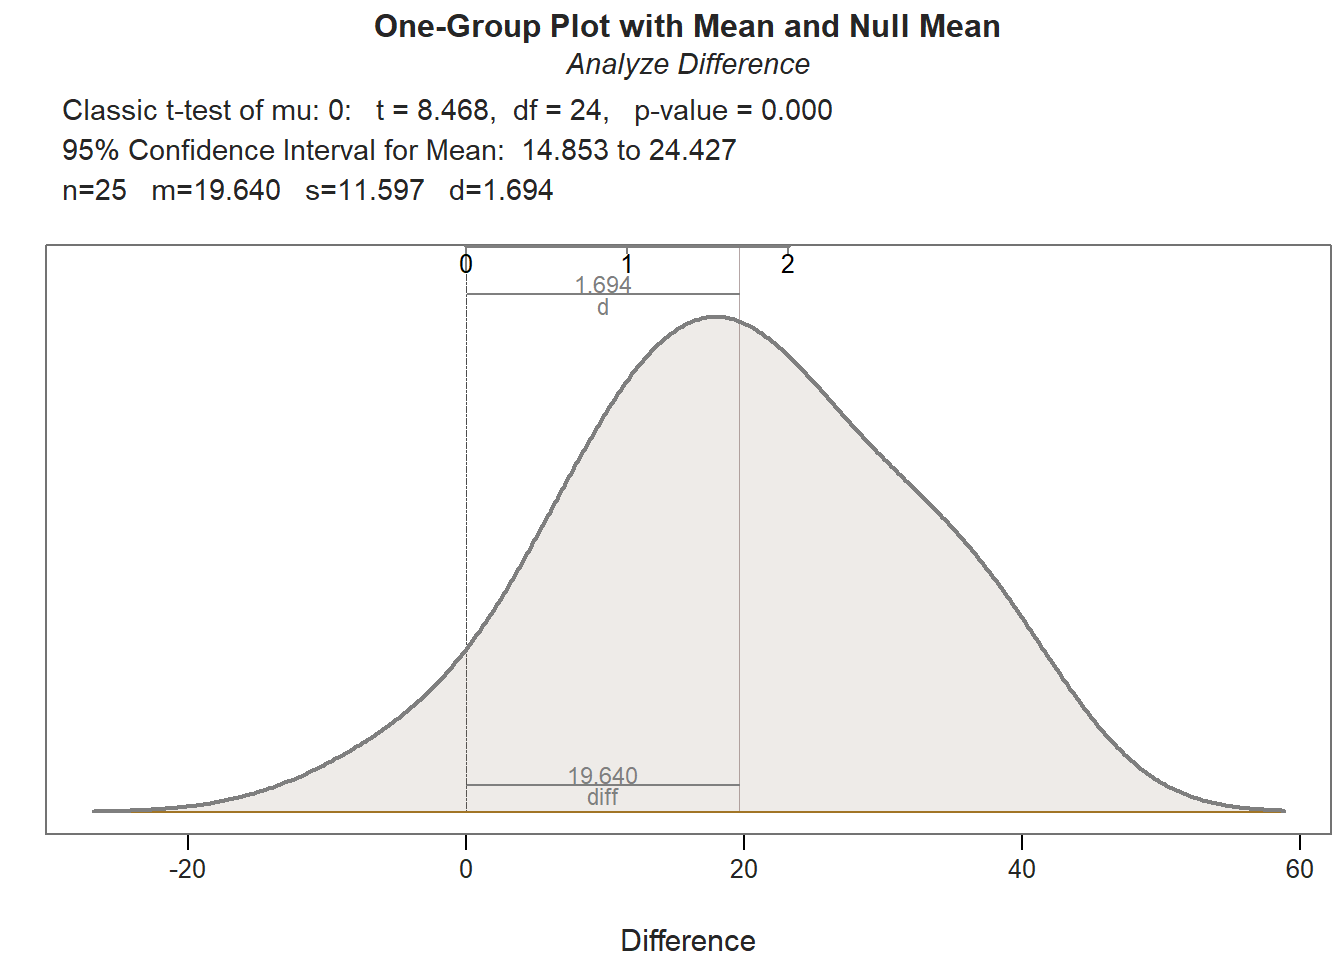 One-Group Plot with Mean and Null Mean
Analyze Difference
Classic t-test of mu: 0:   t = 8.468,  df = 24,   p-value = 0.000
95% Confidence Interval for Mean:  14.853 to 24.427
n=25   m=19.640   s=11.597   d=1.694
0 1 2
1.694
d
19.640
diff
-20 0 20 40 60
Difference